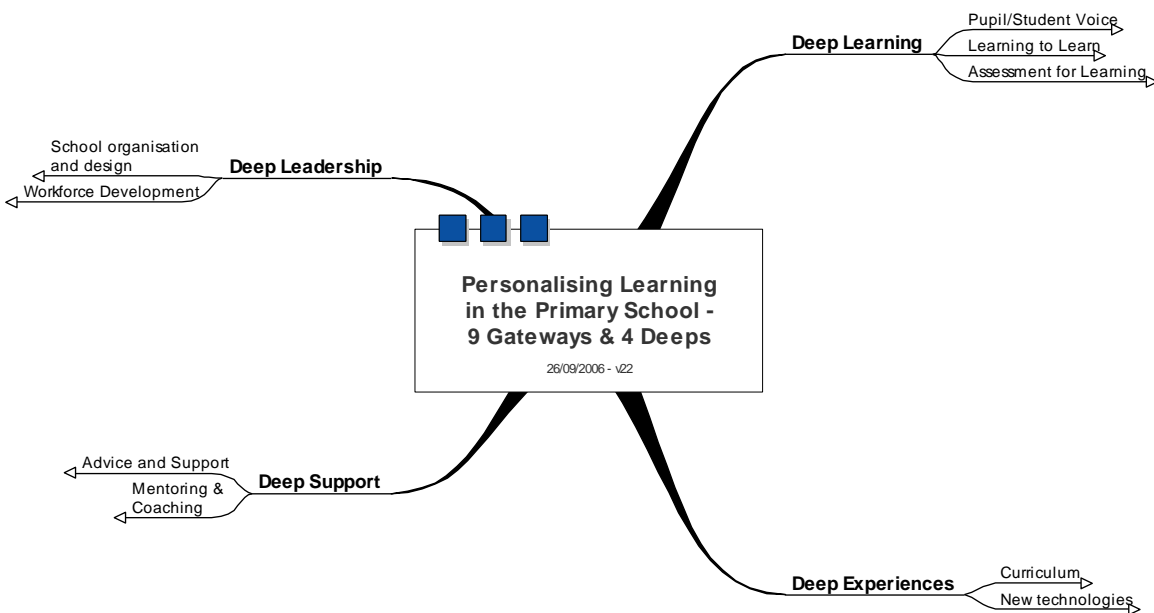 Personalising Learning
in the Primary School -
9 Gateways & 4 Deeps
26/09/2006 - v22
Deep Learning
Pupil/Student Voice
Learning to Learn
Assessment for Learning
Deep Experiences
Curriculum
New technologies
Deep Support
Advice and Support
Mentoring &
Coaching
Deep Leadership
School organisation
and design
Workforce Development